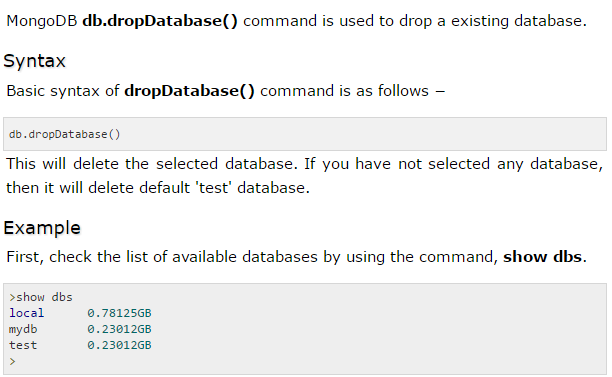 MongoDB db.dropDatabase() command is used to drop a existing database.
Syntax
Basic syntax of dropDatabase() command is as follows −
db.dropDatabase()
This will delete the selected database. If you have not selected any database,
then it will delete default 'test' database.
Example
First, check the list of available databases by using the command, show dbs.
>show dbs
local      0.78125GB
mydb       0.23012GB
test       0.23012GB
>